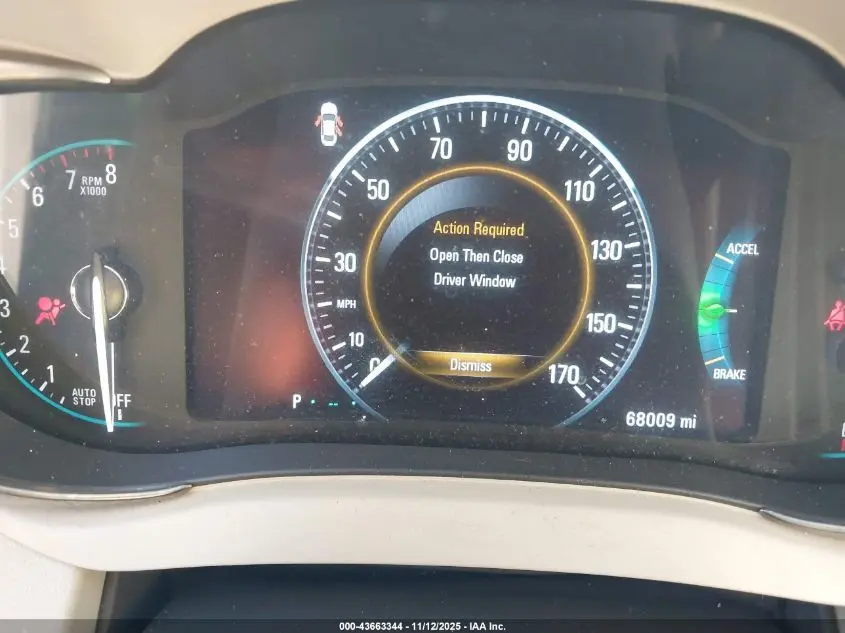 8
7
RPM
X1000
6
5
4
3
2
1
AUTO
STOP
OFF
70
90
50
110
30
130
MPH
10
150
0
170
Action Required
Open Then Close
Driver Window
Dismiss
P
68009 mi
ACCEL
BRAKE
000-43663344 - 11/12/2025 - IAA Inc.